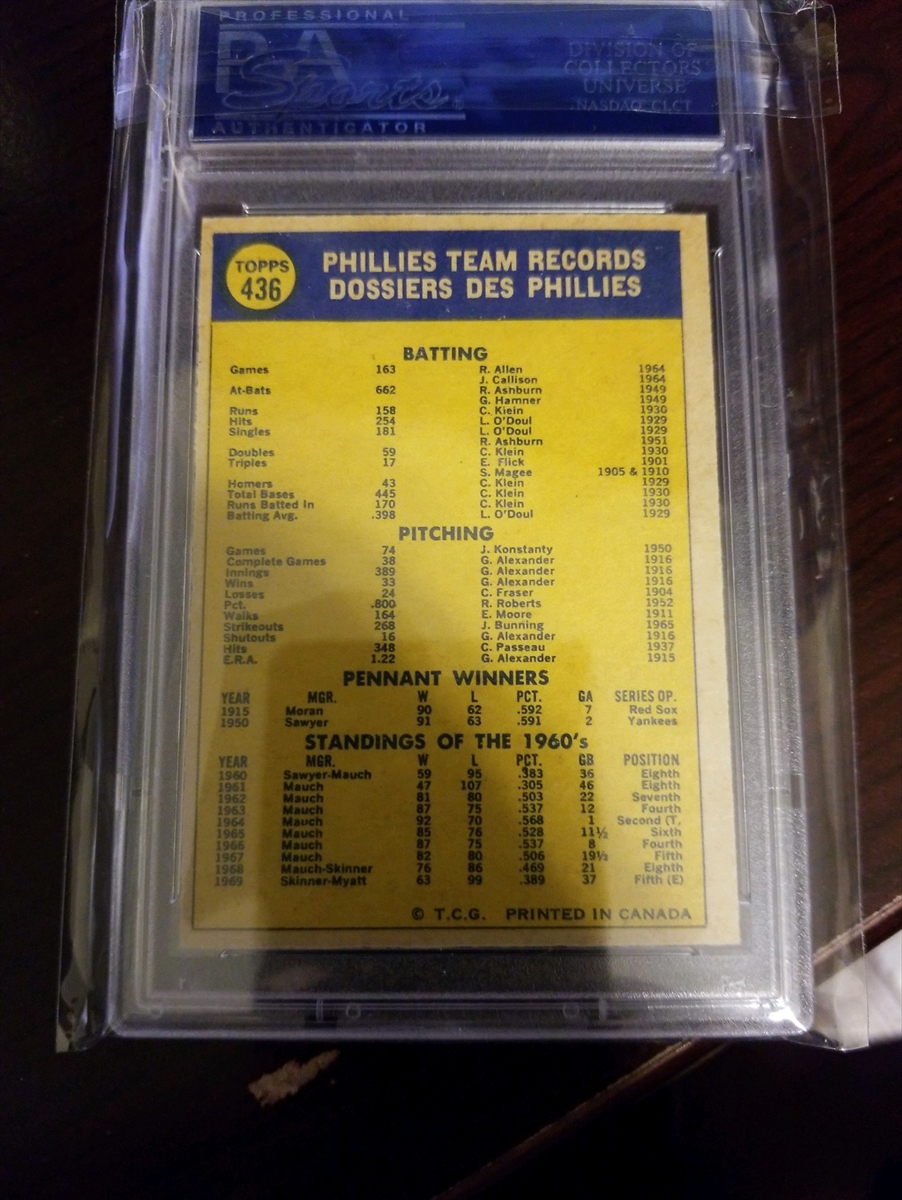 PROFESSIONAL
PSA
Sports
AUTHENTICATOR
A DIVISION OF
COLLECTORS
UNIVERSE
NASDAQ: CLCT
TOPPS
436
PHILLIES TEAM RECORDS
DOSSIERS DES PHILLIES
BATTING
Games 163 R. Allen 1964
J. Callison 1964
At-Bats 662 R. Ashburn 1949
G. Hamner 1949
Runs 158 C. Klein 1930
Hits 254 L. O'Doul 1929
Singles 181 L. O'Doul 1929
R. Ashburn 1951
Doubles 59 C. Klein 1930
Triples 17 E. Flick 1901
S. Magee 1905 & 1910
Homers 43 C. Klein 1929
Total Bases 445 C. Klein 1930
Runs Batted In 170 C. Klein 1930
Batting Avg. .398 L. O'Doul 1929
PITCHING
Games 74 J. Konstanty 1950
Complete Games 38 G. Alexander 1916
Innings 389 G. Alexander 1916
Wins 33 G. Alexander 1916
Losses 24 C. Fraser 1904
Pct. .800 R. Roberts 1952
Walks 164 E. Moore 1911
Strikeouts 268 J. Bunning 1965
Shutouts 16 G. Alexander 1916
Hits 348 C. Passeau 1937
E.R.A. 1.22 G. Alexander 1915
PENNANT WINNERS
YEAR MGR. W L PCT. GA SERIES OP.
1915 Moran 90 62 .592 7 Red Sox
1950 Sawyer 91 63 .591 2 Yankees
STANDINGS OF THE 1960's
YEAR MGR. W L PCT. GB POSITION
1960 Sawyer-Mauch 59 95 .383 36 Eighth
1961 Mauch 47 107 .305 46 Eighth
1962 Mauch 81 80 .503 22 Seventh
1963 Mauch 87 75 .537 12 Fourth
1964 Mauch 92 70 .568 1 Second (T,
1965 Mauch 85 76 .528 11½ Sixth
1966 Mauch 87 75 .537 8 Fourth
1967 Mauch 82 80 .506 19½ Fifth
1968 Mauch-Skinner 76 86 .469 21 Eighth
1969 Skinner-Myatt 63 99 .389 37 Fifth (E)
© T.C.G. PRINTED IN CANADA